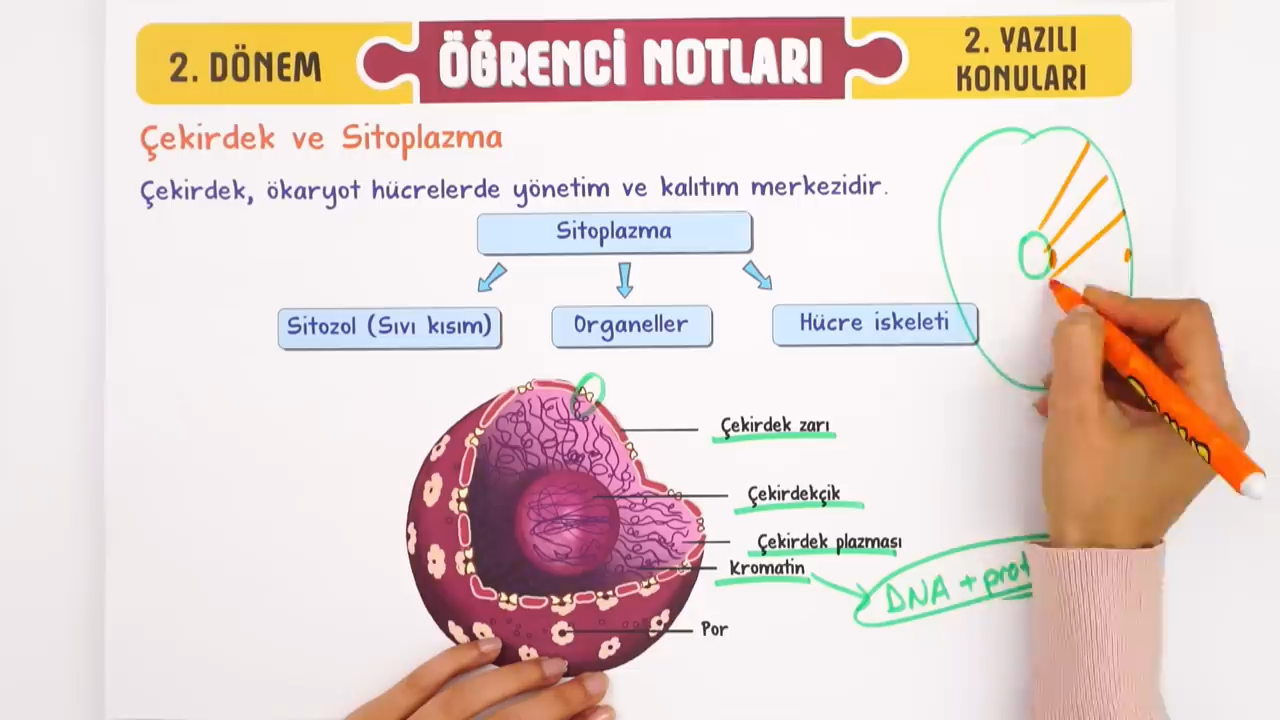 2. DÖNEM
ÖĞRENCİ NOTLARI
2. YAZILI
KONULARI
Çekirdek ve Sitoplazma
Çekirdek, ökaryot hücrelerde yönetim ve kalıtım merkezidir.
Sitoplazma
Sitozol (Sıvı kısım)
Organeller
Hücre iskeleti
Çekirdek zarı
Çekirdekçik
Çekirdek plazması
Kromatin
DNA + prot
Por